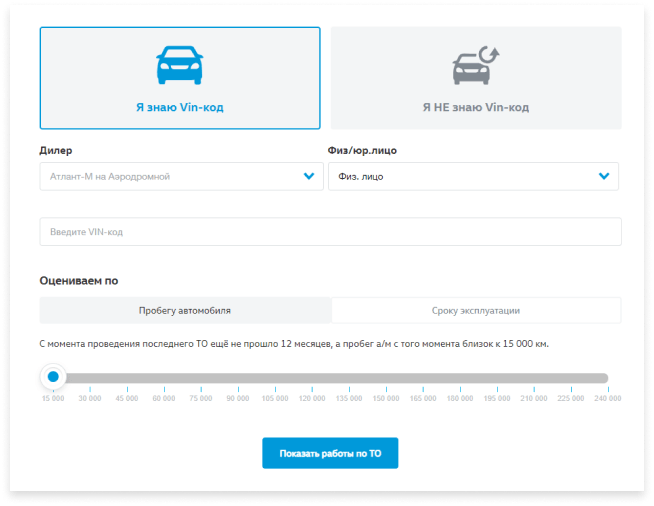 Я знаю Vin-код
Я НЕ знаю Vin-код
Дилер
Физ/юр.лицо
Атлант-М на Аэродромной
Физ. лицо
Введите VIN-код
Оцениваем по
Пробегу автомобиля
Сроку эксплуатации
С момента проведения последнего ТО ещё не прошло 12 месяцев, а пробег а/м с того момента близок к 15 000 км.
15 000 30 000 45 000 60 000 75 000 90 000 105 000 120 000 135 000 150 000 165 000 180 000 195 000 210 000 225 000 240 000
Показать работы по ТО